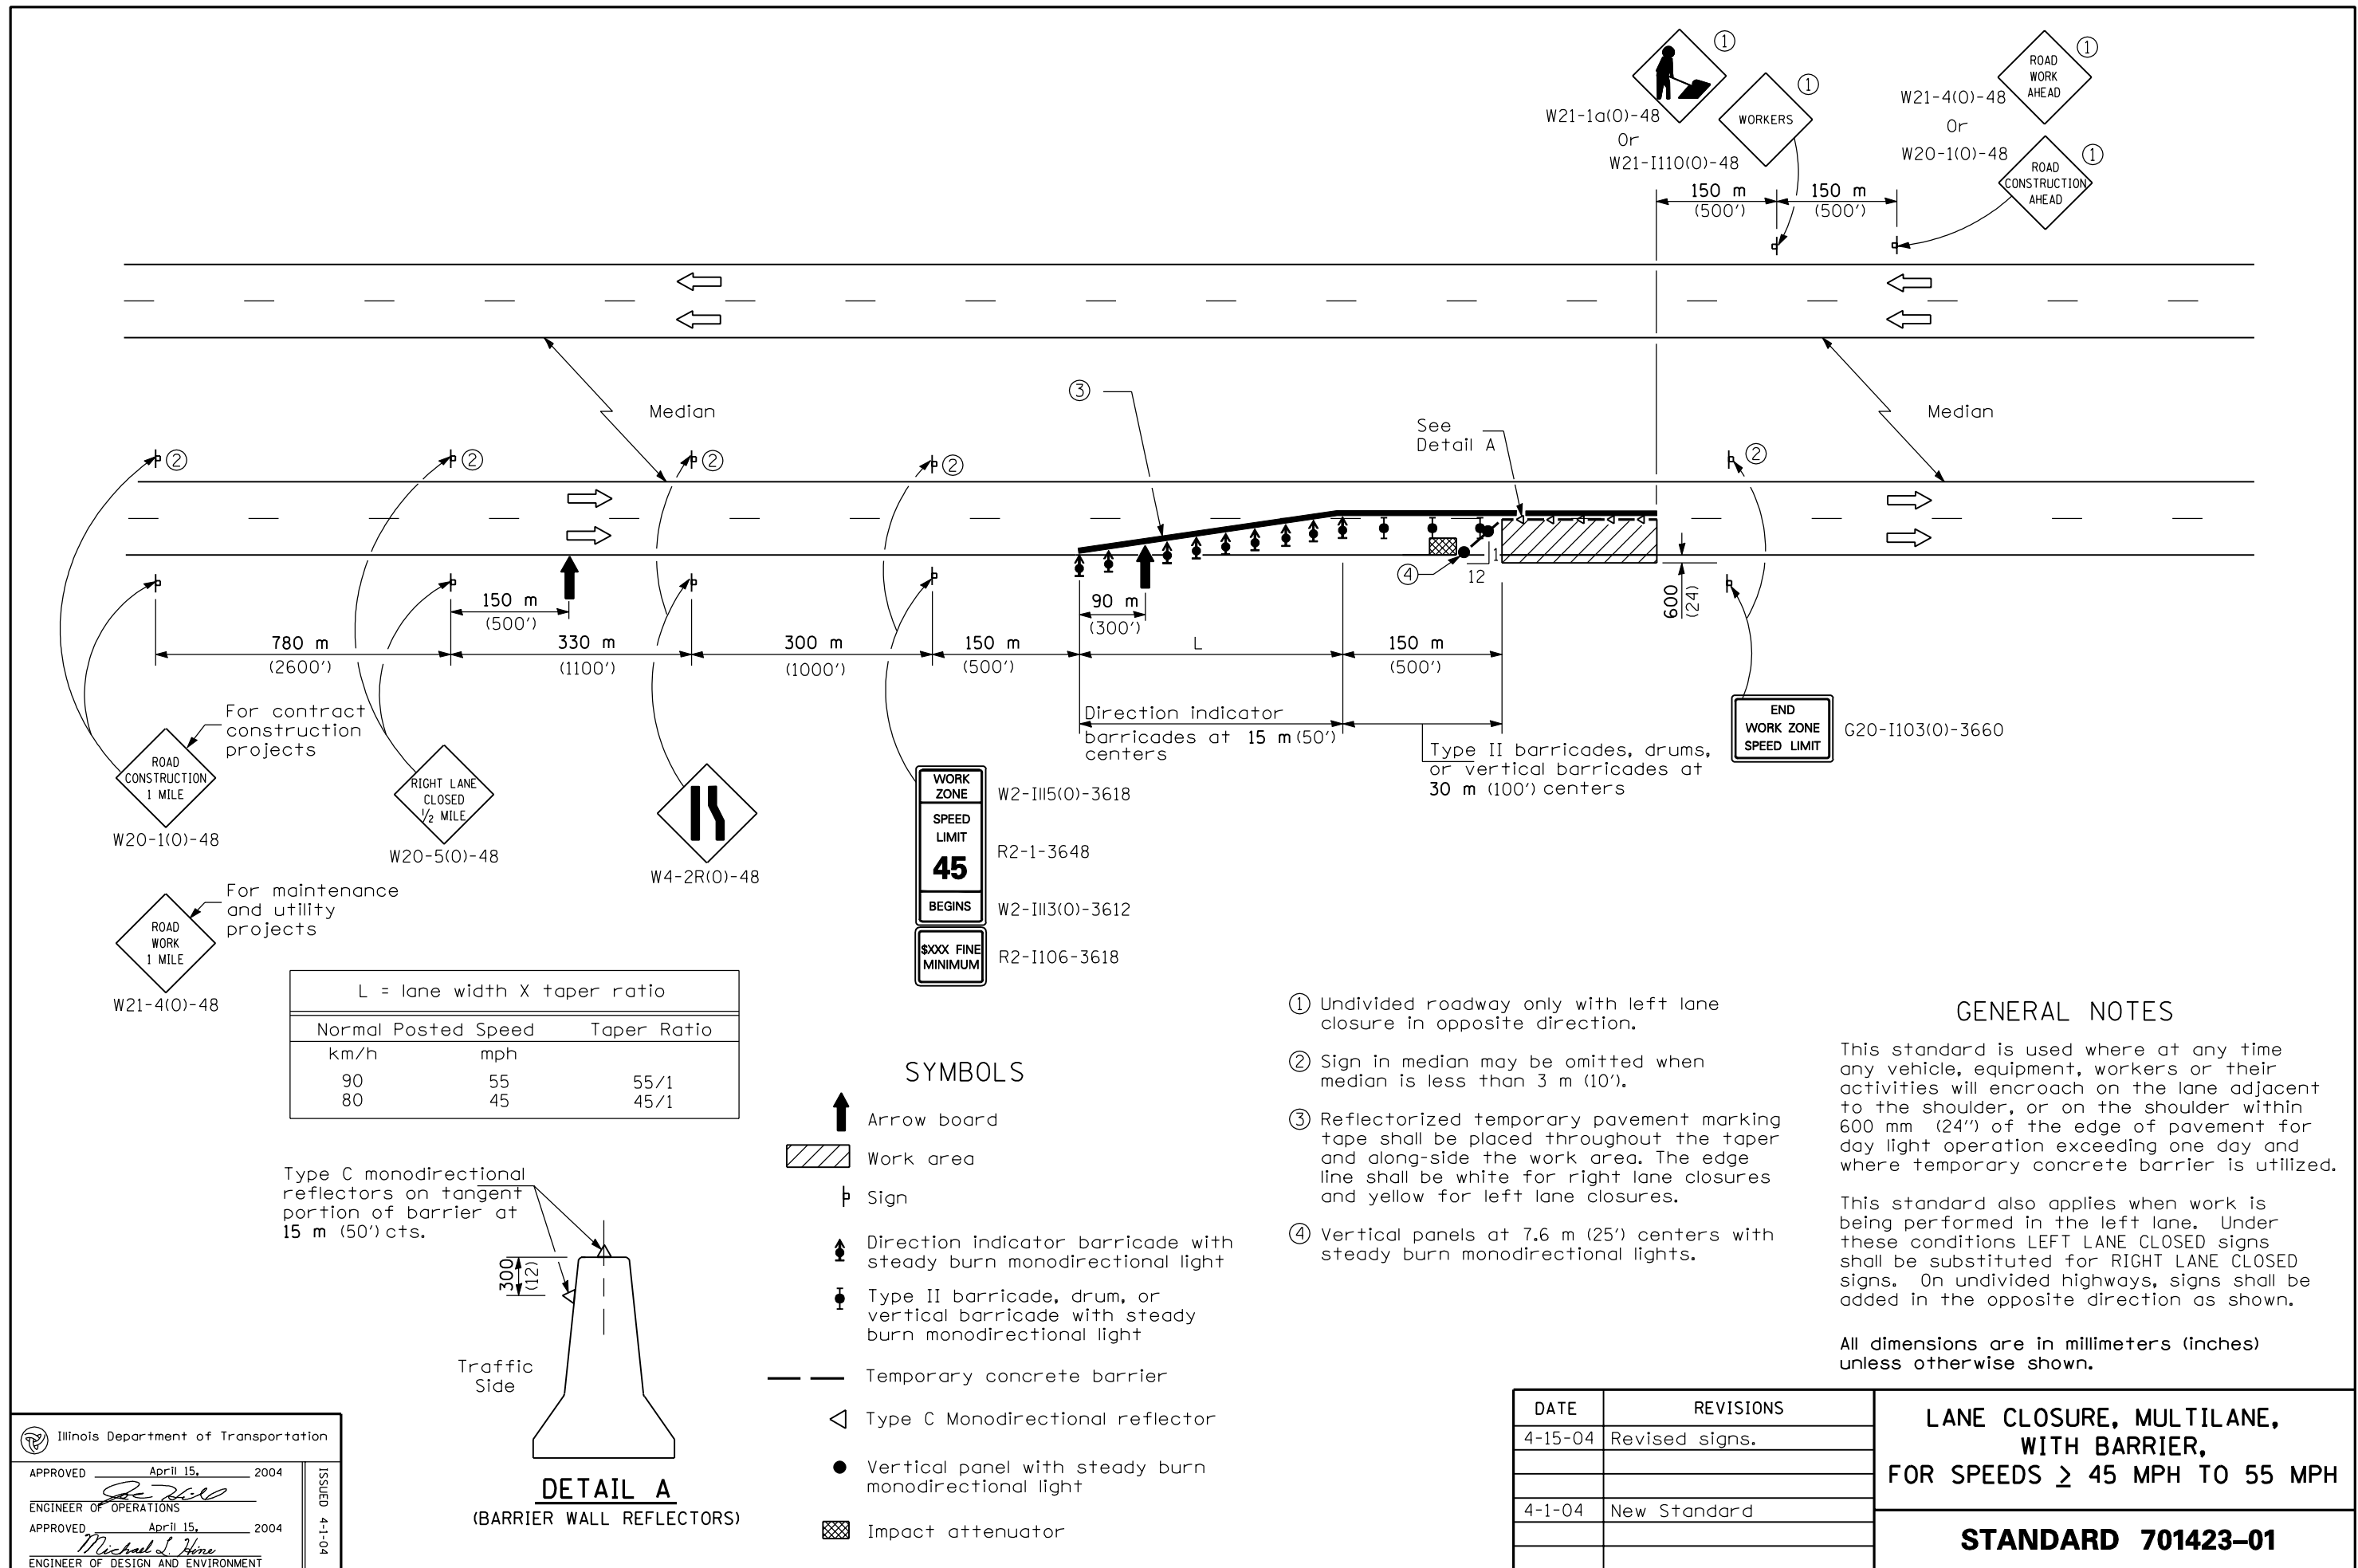 ①
①
①
①
ROAD
WORK
AHEAD
WORKERS
W21-1a(O)-48
Or
W21-I110(O)-48
W21-4(O)-48
Or
W20-1(O)-48
ROAD
CONSTRUCTION
AHEAD
150 m
(500')
150 m
(500')
Median
Median
③
See
Detail A
②
②
②
②
②
④
1
12
600
(24)
150 m
(500')
90 m
(300')
780 m
(2600')
330 m
(1100')
300 m
(1000')
150 m
(500')
L
150 m
(500')
Direction indicator
barricades at 15 m (50')
centers
Type II barricades, drums,
or vertical barricades at
30 m (100') centers
END
WORK ZONE
SPEED LIMIT
G20-I103(O)-3660
For contract
construction
projects
ROAD
CONSTRUCTION
1 MILE
W20-1(O)-48
RIGHT LANE
CLOSED
1/2 MILE
W20-5(O)-48
W4-2R(O)-48
WORK
ZONE
W2-I115(O)-3618
SPEED
LIMIT
45
R2-1-3648
BEGINS
W2-I113(O)-3612
$XXX FINE
MINIMUM
R2-I106-3618
For maintenance
and utility
projects
ROAD
WORK
1 MILE
W21-4(O)-48
L = lane width X taper ratio
Normal Posted Speed Taper Ratio
km/h mph
90 55 55/1
80 45 45/1
Type C monodirectional
reflectors on tangent
portion of barrier at
15 m (50') cts.
300
(12)
Traffic
Side
DETAIL A
(BARRIER WALL REFLECTORS)
SYMBOLS
Arrow board
Work area
Sign
Direction indicator barricade with
steady burn monodirectional light
Type II barricade, drum, or
vertical barricade with steady
burn monodirectional light
Temporary concrete barrier
Type C Monodirectional reflector
Vertical panel with steady burn
monodirectional light
Impact attenuator
① Undivided roadway only with left lane
closure in opposite direction.
② Sign in median may be omitted when
median is less than 3 m (10').
③ Reflectorized temporary pavement marking
tape shall be placed throughout the taper
and along-side the work area. The edge
line shall be white for right lane closures
and yellow for left lane closures.
④ Vertical panels at 7.6 m (25') centers with
steady burn monodirectional lights.
GENERAL NOTES
This standard is used where at any time
any vehicle, equipment, workers or their
activities will encroach on the lane adjacent
to the shoulder, or on the shoulder within
600 mm (24") of the edge of pavement for
day light operation exceeding one day and
where temporary concrete barrier is utilized.
This standard also applies when work is
being performed in the left lane. Under
these conditions LEFT LANE CLOSED signs
shall be substituted for RIGHT LANE CLOSED
signs. On undivided highways, signs shall be
added in the opposite direction as shown.
All dimensions are in millimeters (inches)
unless otherwise shown.
Illinois Department of Transportation
APPROVED April 15, 2004
Joe Hill
ENGINEER OF OPERATIONS
APPROVED April 15, 2004
Michael L. Hine
ENGINEER OF DESIGN AND ENVIRONMENT
ISSUED 4-1-04
DATE REVISIONS
4-15-04 Revised signs.
4-1-04 New Standard
LANE CLOSURE, MULTILANE,
WITH BARRIER,
FOR SPEEDS ≥ 45 MPH TO 55 MPH
STANDARD 701423–01